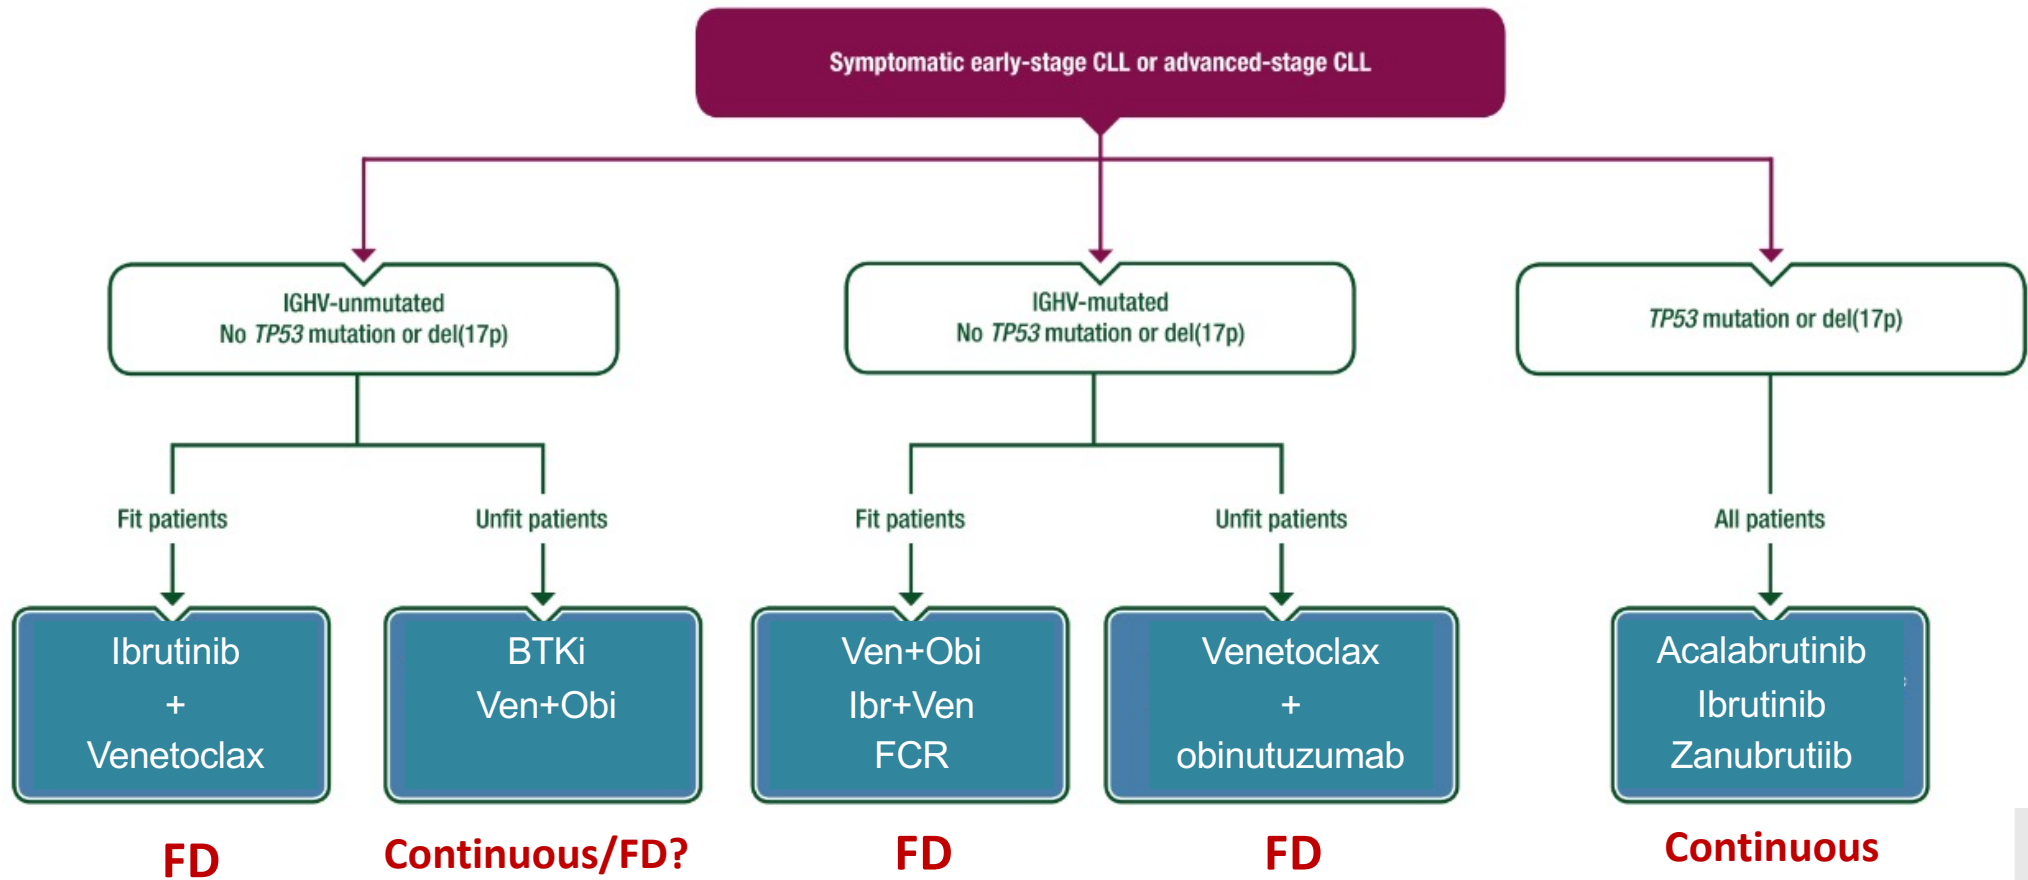 Symptomatic early-stage CLL or advanced-stage CLL
IGHV-unmutated
No TP53 mutation or del(17p)
IGHV-mutated
No TP53 mutation or del(17p)
TP53 mutation or del(17p)
Fit patients
Unfit patients
Fit patients
Unfit patients
All patients
Ibrutinib
+
Venetoclax
BTKi
Ven+Obi
Ven+Obi
Ibr+Ven
FCR
Venetoclax
+
obinutuzumab
Acalabrutinib
Ibrutinib
Zanubrutiib
FD
Continuous/FD?
FD
FD
Continuous